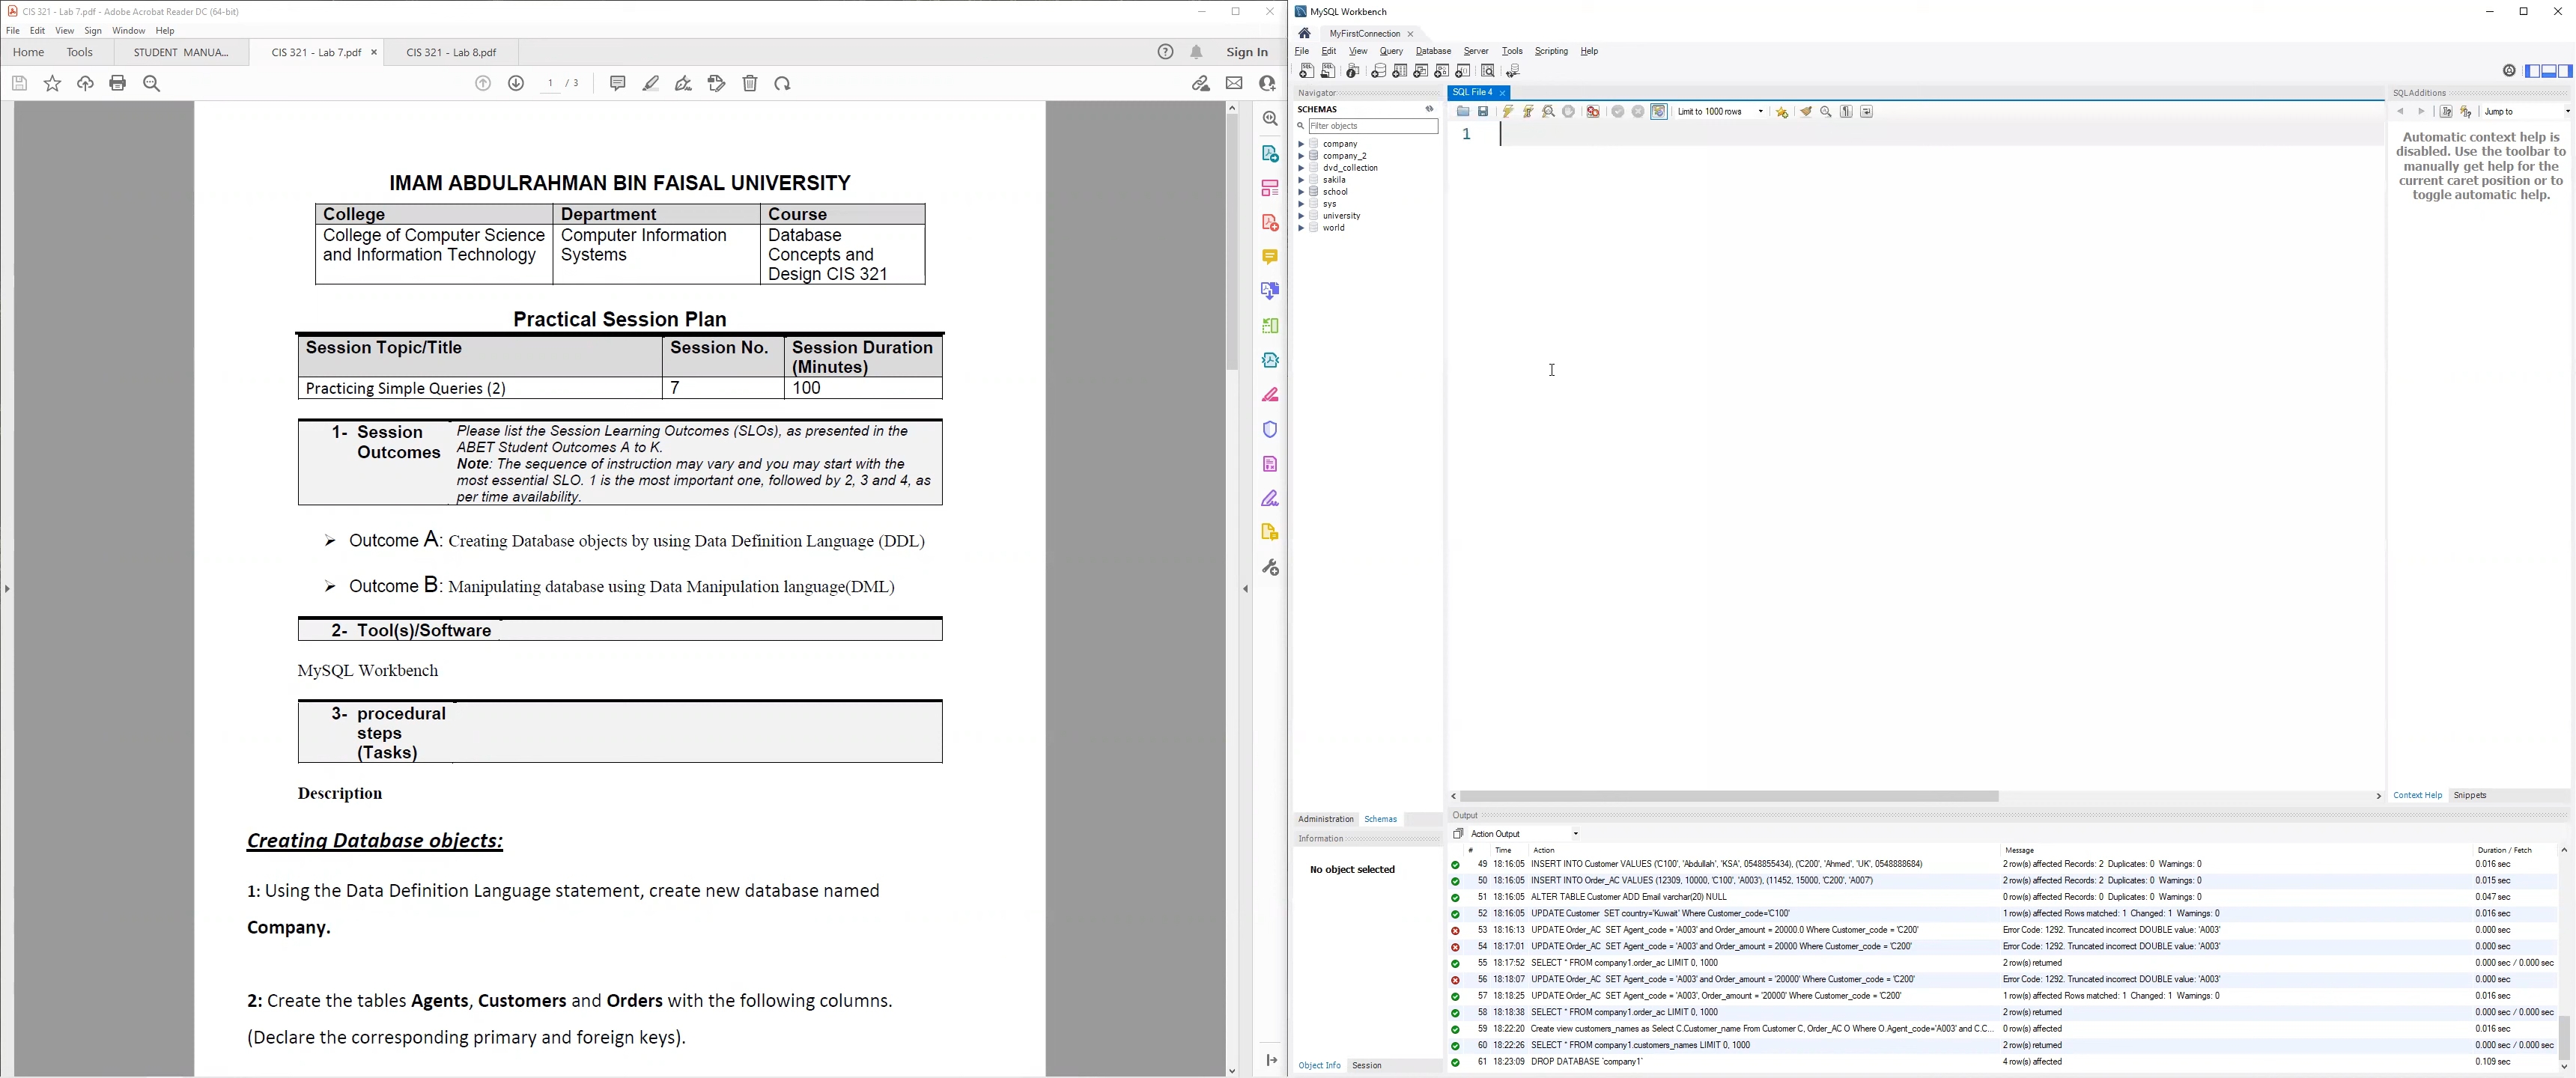 CIS 321 - Lab 7.pdf - Adobe Acrobat Reader DC (64-bit)
File Edit View Sign Window Help
Home Tools STUDENT MANUA... CIS 321 - Lab 7.pdf × CIS 321 - Lab 8.pdf Sign In
1 / 3
IMAM ABDULRAHMAN BIN FAISAL UNIVERSITY
College Department Course
College of Computer Science Computer Information Database
and Information Technology Systems Concepts and
Design CIS 321
Practical Session Plan
Session Topic/Title Session No. Session Duration
(Minutes)
Practicing Simple Queries (2) 7 100
1- Session Outcomes
Please list the Session Learning Outcomes (SLOs), as presented in the
ABET Student Outcomes A to K.
Note: The sequence of instruction may vary and you may start with the
most essential SLO. 1 is the most important one, followed by 2, 3 and 4, as
per time availability.
➢ Outcome A: Creating Database objects by using Data Definition Language (DDL)
➢ Outcome B: Manipulating database using Data Manipulation language(DML)
2- Tool(s)/Software
MySQL Workbench
3- procedural
steps
(Tasks)
Description
Creating Database objects:
1: Using the Data Definition Language statement, create new database named
Company.
2: Create the tables Agents, Customers and Orders with the following columns.
(Declare the corresponding primary and foreign keys).
MySQL Workbench
MyFirstConnection ×
File Edit View Query Database Server Tools Scripting Help
Navigator
SCHEMAS
Filter objects
company
company_2
dvd_collection
sakila
school
sys
university
world
Administration Schemas
Information
No object selected
Object Info Session
SQL File 4 ×
Limit to 1000 rows
1
SQLAdditions
Jump to
Automatic context help is
disabled. Use the toolbar to
manually get help for the
current caret position or to
toggle automatic help.
Context Help Snippets
Output
Action Output
# Time Action Message Duration / Fetch
49 18:16:05 INSERT INTO Customer VALUES ('C100', 'Abdullah', 'KSA', 0548855434), ('C200', 'Ahmed', 'UK', 0548888684) 2 row(s) affected Records: 2 Duplicates: 0 Warnings: 0 0.016 sec
50 18:16:05 INSERT INTO Order_AC VALUES (12309, 10000, 'C100', 'A003'), (11452, 15000, 'C200', 'A007') 2 row(s) affected Records: 2 Duplicates: 0 Warnings: 0 0.015 sec
51 18:16:05 ALTER TABLE Customer ADD Email varchar(20) NULL 0 row(s) affected Records: 0 Duplicates: 0 Warnings: 0 0.047 sec
52 18:16:05 UPDATE Customer SET country='Kuwait' Where Customer_code='C100' 1 row(s) affected Rows matched: 1 Changed: 1 Warnings: 0 0.016 sec
53 18:16:13 UPDATE Order_AC SET Agent_code = 'A003' and Order_amount = 20000.0 Where Customer_code = 'C200' Error Code: 1292. Truncated incorrect DOUBLE value: 'A003' 0.000 sec
54 18:17:01 UPDATE Order_AC SET Agent_code = 'A003' and Order_amount = 20000 Where Customer_code = 'C200' Error Code: 1292. Truncated incorrect DOUBLE value: 'A003' 0.000 sec
55 18:17:52 SELECT * FROM company1.order_ac LIMIT 0, 1000 2 row(s) returned 0.000 sec / 0.000 sec
56 18:18:07 UPDATE Order_AC SET Agent_code = 'A003' and Order_amount = '20000' Where Customer_code = 'C200' Error Code: 1292. Truncated incorrect DOUBLE value: 'A003' 0.000 sec
57 18:18:25 UPDATE Order_AC SET Agent_code = 'A003', Order_amount = '20000' Where Customer_code = 'C200' 1 row(s) affected Rows matched: 1 Changed: 1 Warnings: 0 0.016 sec
58 18:18:38 SELECT * FROM company1.order_ac LIMIT 0, 1000 2 row(s) returned 0.000 sec / 0.000 sec
59 18:22:20 Create view customers_names as Select C.Customer_name From Customer C, Order_AC O Where O.Agent_code='A003' and C.C... 0 row(s) affected 0.016 sec
60 18:22:26 SELECT * FROM company1.customers_names LIMIT 0, 1000 2 row(s) returned 0.000 sec / 0.000 sec
61 18:23:09 DROP DATABASE `company1` 4 row(s) affected 0.109 sec